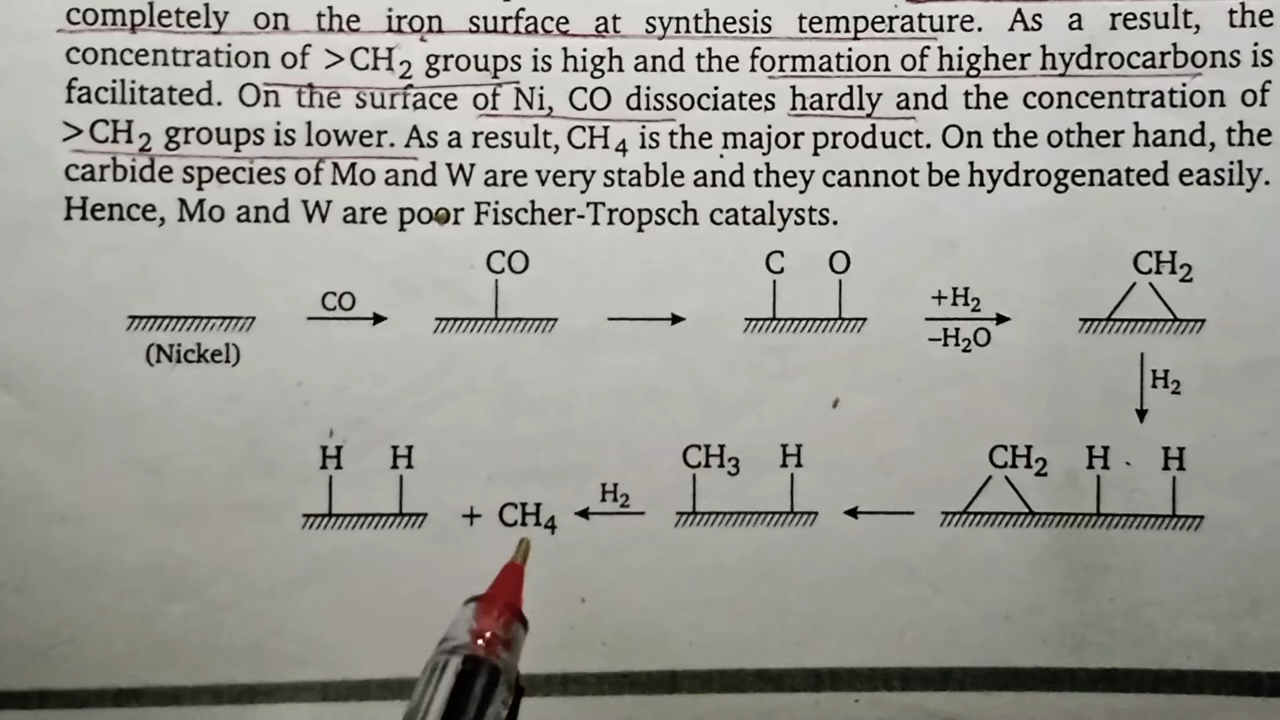 completely on the iron surface at synthesis temperature. As a result, the
concentration of >CH₂ groups is high and the formation of higher hydrocarbons is
facilitated. On the surface of Ni, CO dissociates hardly and the concentration of
>CH₂ groups is lower. As a result, CH₄ is the major product. On the other hand, the
carbide species of Mo and W are very stable and they cannot be hydrogenated easily.
Hence, Mo and W are poor Fischer-Tropsch catalysts.
CO C O CH₂
CO +H₂
(Nickel) –H₂O
H₂
H H CH₃ H CH₂ H H
+ CH₄ H₂